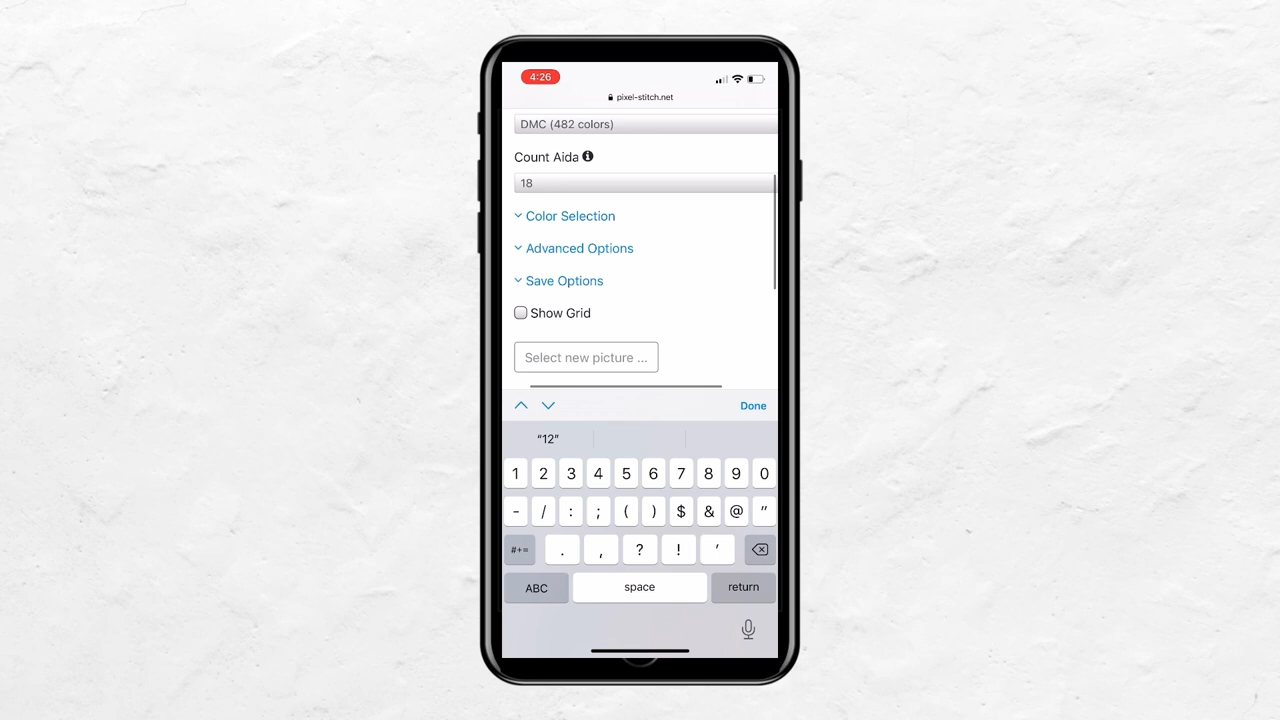 4:26
pixel-stitch.net
DMC (482 colors)
Count Aida
18
Color Selection
Advanced Options
Save Options
Show Grid
Select new picture ...
Done
“12”
1 2 3 4 5 6 7 8 9 0
- / : ; ( ) $ & @ ”
#+= . , ? ! ’
ABC space return